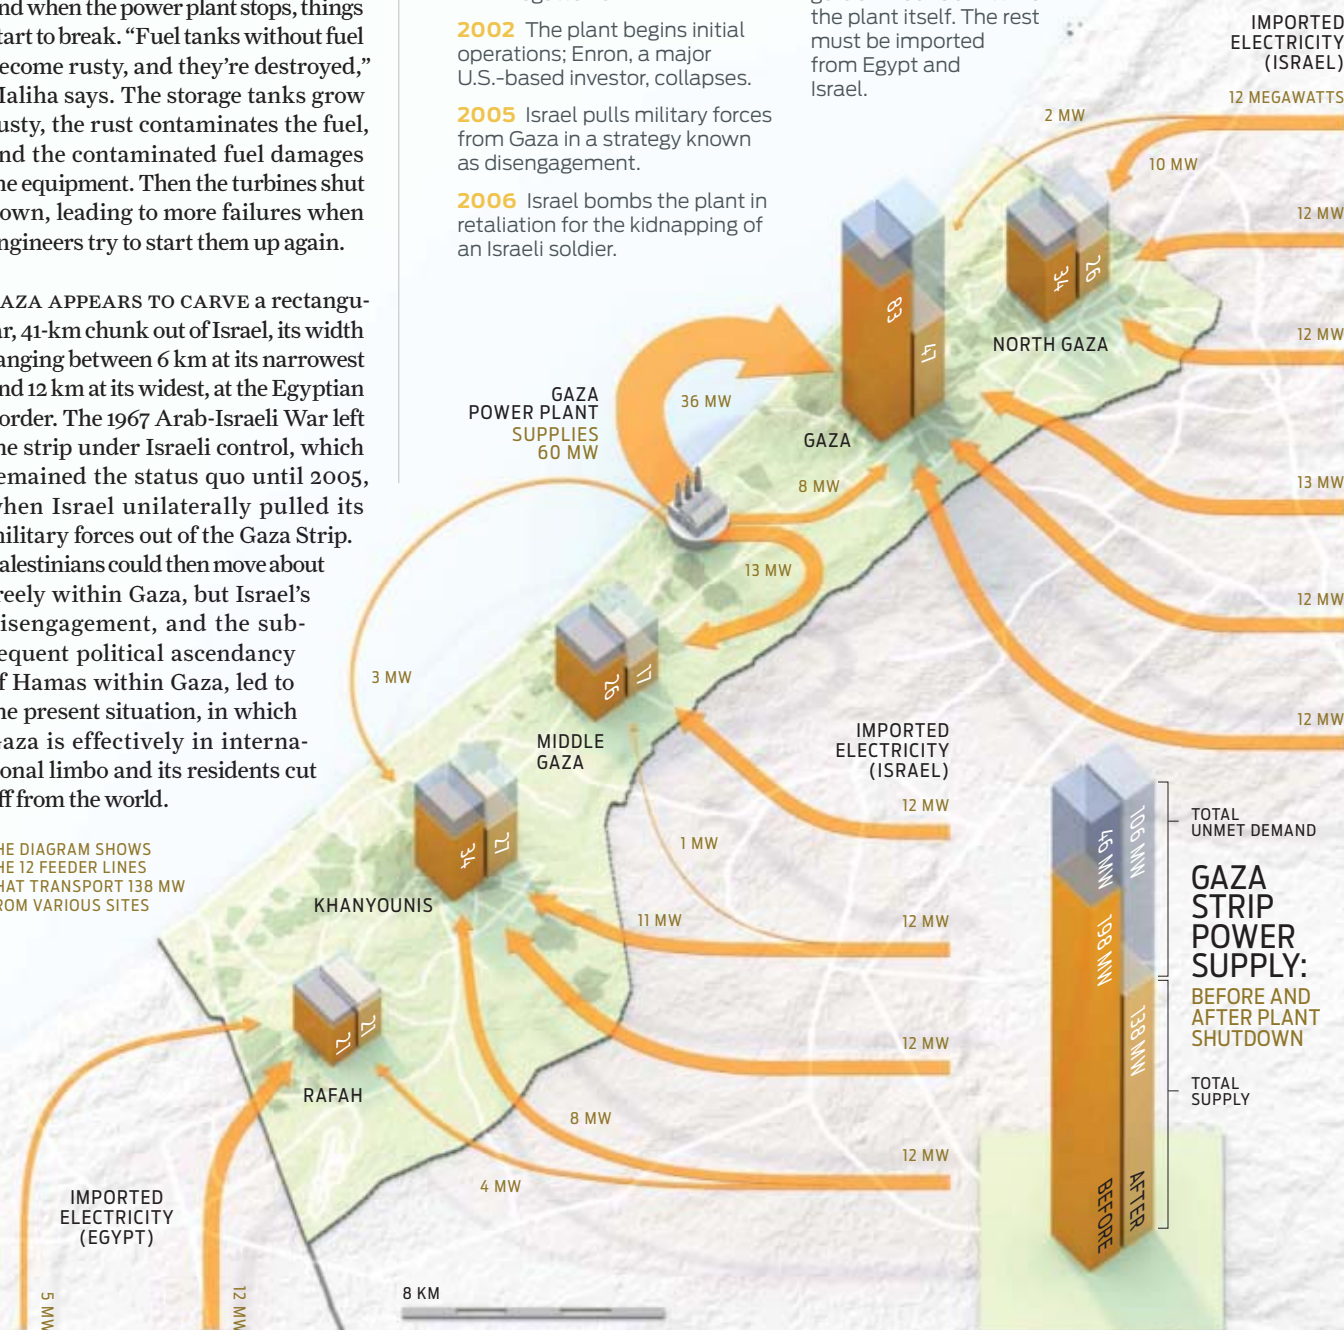 nd when the power plant stops, things
tart to break. “Fuel tanks without fuel
ecome rusty, and they’re destroyed,”
Maliha says. The storage tanks grow
usty, the rust contaminates the fuel,
nd the contaminated fuel damages
he equipment. Then the turbines shut
own, leading to more failures when
ngineers try to start them up again.
AZA APPEARS TO CARVE a rectangu-
ar, 41-km chunk out of Israel, its width
anging between 6 km at its narrowest
nd 12 km at its widest, at the Egyptian
order. The 1967 Arab-Israeli War left
he strip under Israeli control, which
emained the status quo until 2005,
when Israel unilaterally pulled its
military forces out of the Gaza Strip.
alestinians could then move about
reely within Gaza, but Israel’s
isengagement, and the sub-
equent political ascendancy
f Hamas within Gaza, led to
he present situation, in which
aza is effectively in interna-
ional limbo and its residents cut
ff from the world.
HE DIAGRAM SHOWS
HE 12 FEEDER LINES
HAT TRANSPORT 138 MW
ROM VARIOUS SITES
2002 The plant begins initial
operations; Enron, a major
U.S.-based investor, collapses.
2005 Israel pulls military forces
from Gaza in a strategy known
as disengagement.
2006 Israel bombs the plant in
retaliation for the kidnapping of
an Israeli soldier.
the plant itself. The rest
must be imported
from Egypt and
Israel.
IMPORTED
ELECTRICITY
(ISRAEL)
12 MEGAWATTS
2 MW
10 MW
12 MW
12 MW
34
26
NORTH GAZA
83
47
GAZA
GAZA
POWER PLANT
SUPPLIES
60 MW
36 MW
8 MW
13 MW
3 MW
13 MW
12 MW
12 MW
26
17
MIDDLE
GAZA
IMPORTED
ELECTRICITY
(ISRAEL)
12 MW
1 MW
34
27
KHANYOUNIS
11 MW
12 MW
12 MW
21
21
RAFAH
8 MW
12 MW
4 MW
IMPORTED
ELECTRICITY
(EGYPT)
5 MW
12 MW
8 KM
46 MW
106 MW
198 MW
138 MW
BEFORE
AFTER
TOTAL
UNMET DEMAND
GAZA
STRIP
POWER
SUPPLY:
BEFORE AND
AFTER PLANT
SHUTDOWN
TOTAL
SUPPLY